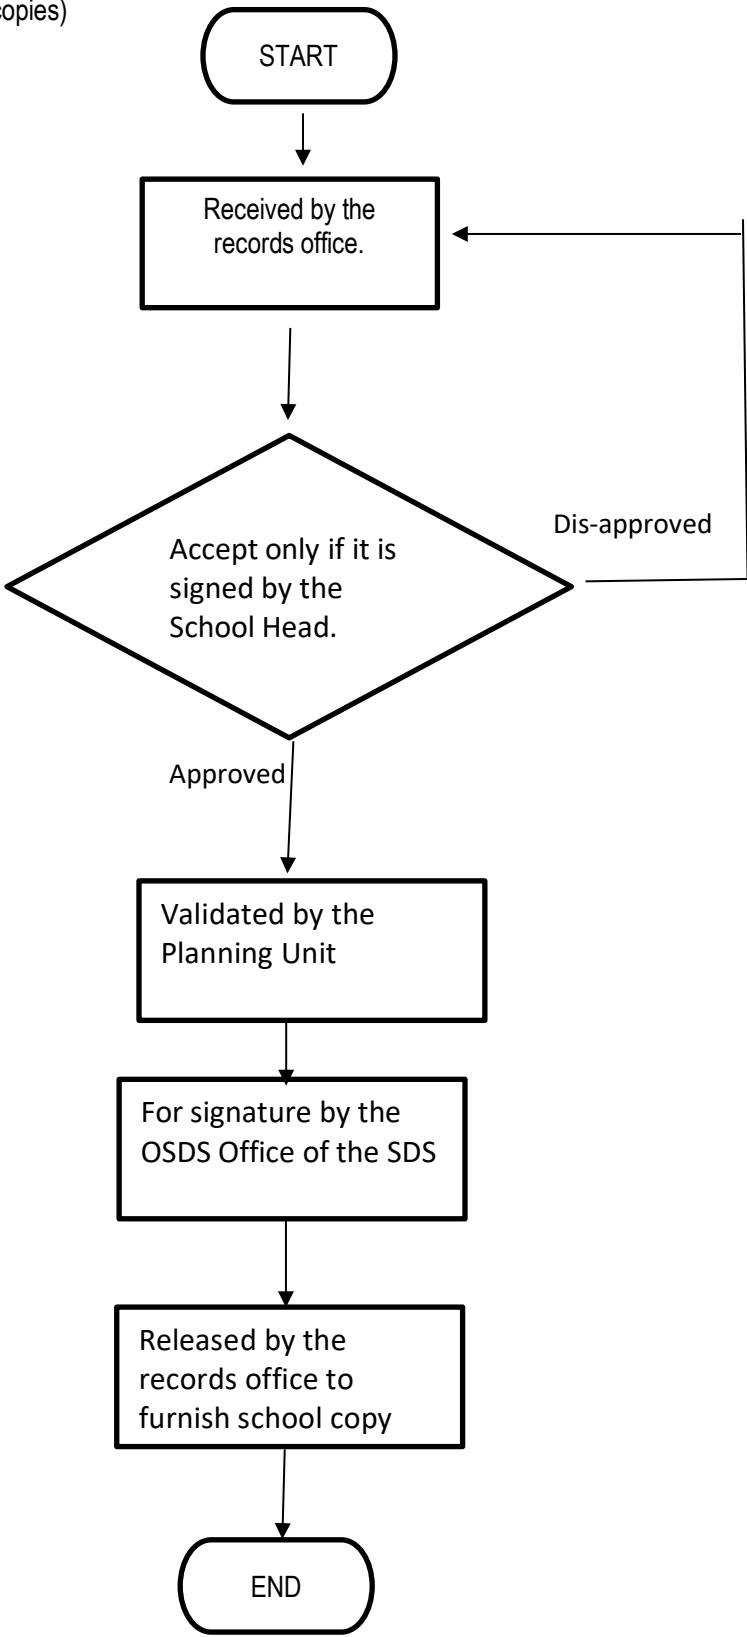 copies)
START
Received by the
records office.
Dis-approved
Accept only if it is
signed by the
School Head.
Approved
Validated by the
Planning Unit
For signature by the
OSDS Office of the SDS
Released by the
records office to
furnish school copy
END